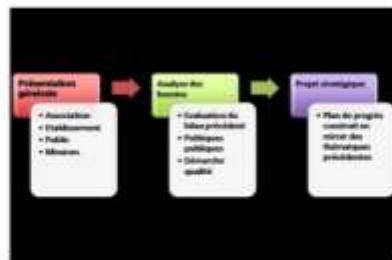 Présentation
générale
• Association
• Etablissement
• Public
• Missions
Analyse des
besoins
• Evaluation du
bilan précédent
• Politiques
publiques
• Démarche
qualité
Projet stratégique
• Plan de progrès
construit en
miroir des
thématiques
précédentes